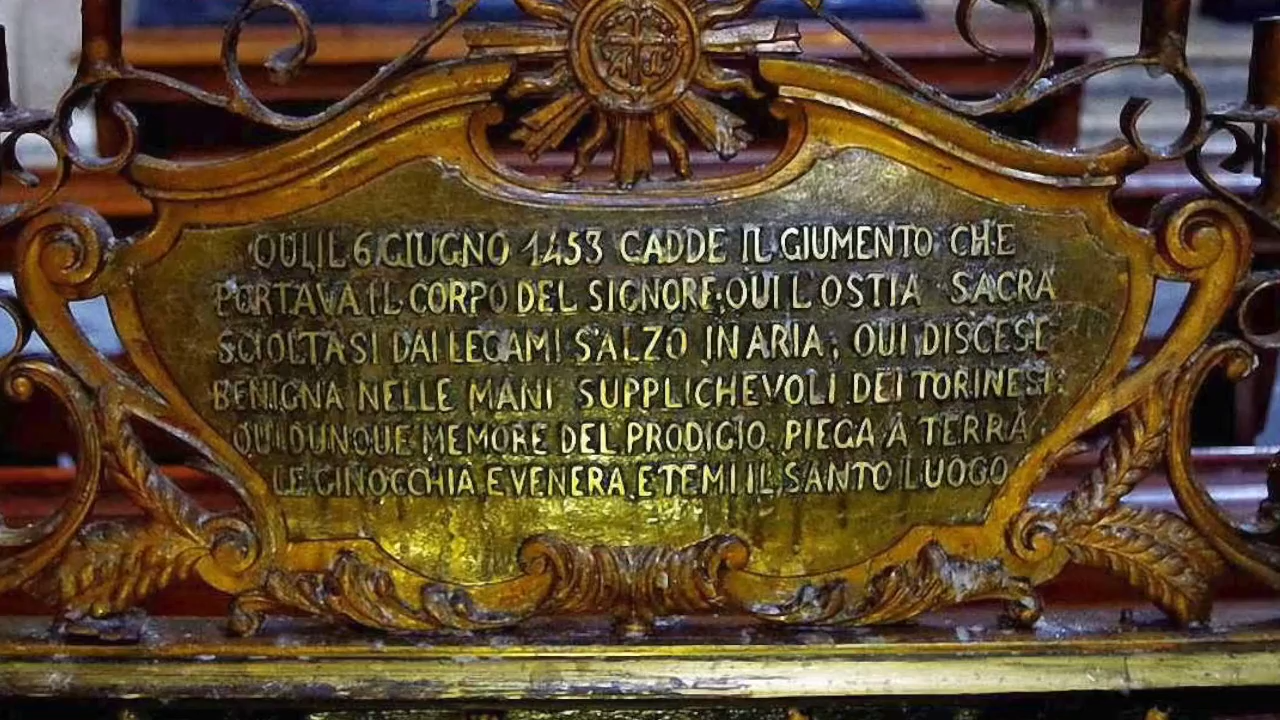 QUI IL 6 GIUGNO 1453 CADDE IL GIUMENTO CHE
PORTAVA IL CORPO DEL SIGNORE; QUI L OSTIA SACRA
SCIOLTASI DAI LEGAMI S'ALZO IN ARIA; QUI DISCESE
BENIGNA NELLE MANI SUPPLICHEVOLI DEI TORINESI:
QUI DUNQUE MEMORE DEL PRODIGIO, PIEGA A TERRA
LE GINOCCHIA E VENERA E TEMI IL SANTO LUOGO